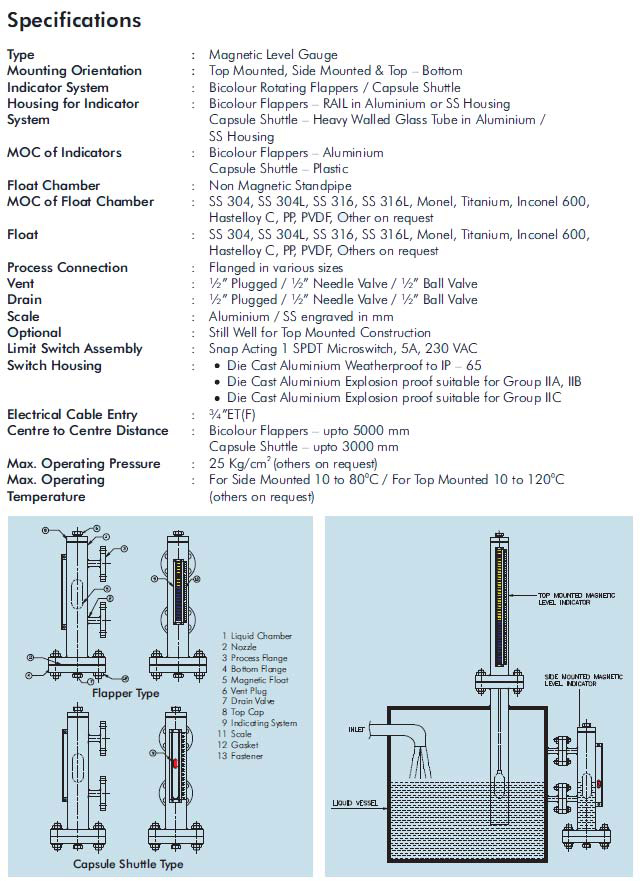 Specifications
Type : Magnetic Level Gauge
Mounting Orientation : Top Mounted, Side Mounted & Top – Bottom
Indicator System : Bicolour Rotating Flappers / Capsule Shuttle
Housing for Indicator : Bicolour Flappers – RAIL in Aluminium or SS Housing
System Capsule Shuttle – Heavy Walled Glass Tube in Aluminium /
SS Housing
MOC of Indicators : Bicolour Flappers – Aluminium
Capsule Shuttle – Plastic
Float Chamber : Non Magnetic Standpipe
MOC of Float Chamber : SS 304, SS 304L, SS 316, SS 316L, Monel, Titanium, Inconel 600,
Hastelloy C, PP, PVDF, Other on request
Float : SS 304, SS 304L, SS 316, SS 316L, Monel, Titanium, Inconel 600,
Hastelloy C, PP, PVDF, Others on request
Process Connection : Flanged in various sizes
Vent : ½” Plugged / ½” Needle Valve / ½” Ball Valve
Drain : ½” Plugged / ½” Needle Valve / ½” Ball Valve
Scale : Aluminium / SS engraved in mm
Optional : Still Well for Top Mounted Construction
Limit Switch Assembly : Snap Acting 1 SPDT Microswitch, 5A, 230 VAC
Switch Housing : • Die Cast Aluminium Weatherproof to IP – 65
• Die Cast Aluminium Explosion proof suitable for Group IIA, IIB
• Die Cast Aluminium Explosion proof suitable for Group IIC
Electrical Cable Entry : ¾”ET(F)
Centre to Centre Distance : Bicolour Flappers – upto 5000 mm
Capsule Shuttle – upto 3000 mm
Max. Operating Pressure : 25 Kg/cm² (others on request)
Max. Operating : For Side Mounted 10 to 80⁰C / For Top Mounted 10 to 120⁰C
Temperature (others on request)
1 Liquid Chamber
2 Nozzle
3 Process Flange
4 Bottom Flange
5 Magnetic Float
6 Vent Plug
7 Drain Valve
8 Top Cap
9 Indicating System
11 Scale
12 Gasket
13 Fastener
Flapper Type
Capsule Shuttle Type
TOP MOUNTED MAGNETIC
LEVEL INDICATOR
SIDE MOUNTED MAGNETIC
LEVEL INDICATOR
INLET
LIQUID VESSEL